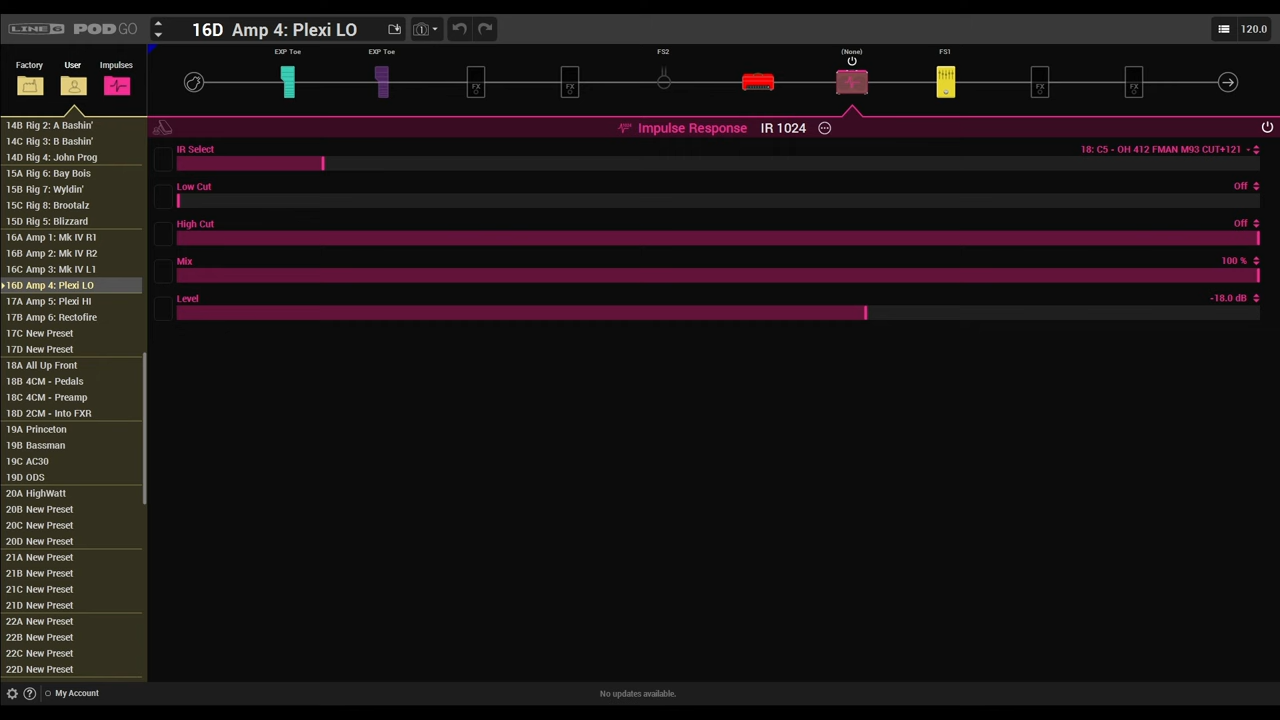 LINE 6 POD GO
16D Amp 4: Plexi LO
120.0
Factory
User
Impulses
EXP Toe
EXP Toe
FX
FX
FS2
(None)
FS1
FX
FX
14B Rig 2: A Bashin'
14C Rig 3: B Bashin'
14D Rig 4: John Prog
15A Rig 6: Bay Bois
15B Rig 7: Wyldin'
15C Rig 8: Brootalz
15D Rig 5: Blizzard
16A Amp 1: Mk IV R1
16B Amp 2: Mk IV R2
16C Amp 3: Mk IV L1
16D Amp 4: Plexi LO
17A Amp 5: Plexi HI
17B Amp 6: Rectofire
17C New Preset
17D New Preset
18A All Up Front
18B 4CM - Pedals
18C 4CM - Preamp
18D 2CM - Into FXR
19A Princeton
19B Bassman
19C AC30
19D ODS
20A HighWatt
20B New Preset
20C New Preset
20D New Preset
21A New Preset
21B New Preset
21C New Preset
21D New Preset
22A New Preset
22B New Preset
22C New Preset
22D New Preset
Impulse Response IR 1024
IR Select 18: C5 - OH 412 FMAN M93 CUT+121
Low Cut Off
High Cut Off
Mix 100 %
Level -18.0 dB
? My Account
No updates available.